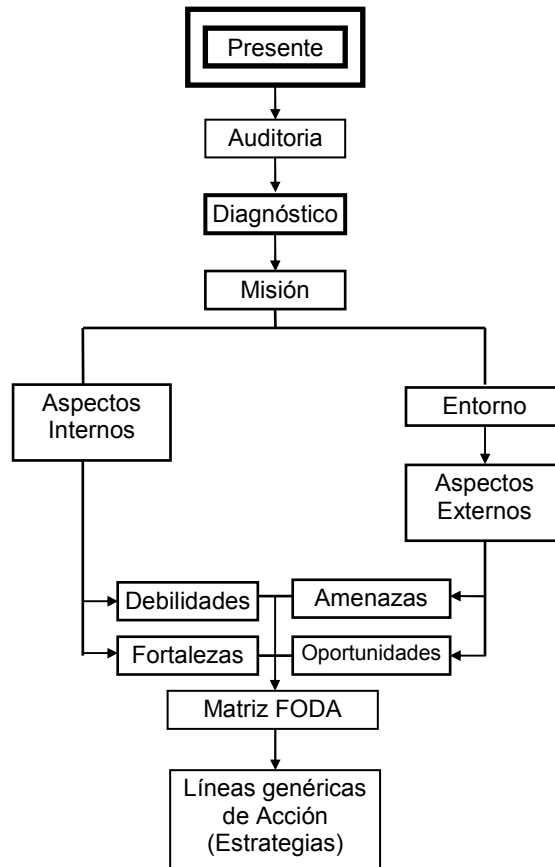 Presente
Auditoria
Diagnóstico
Misión
Aspectos
Internos
Entorno
Aspectos
Externos
Debilidades
Amenazas
Fortalezas
Oportunidades
Matriz FODA
Líneas genéricas
de Acción
(Estrategias)